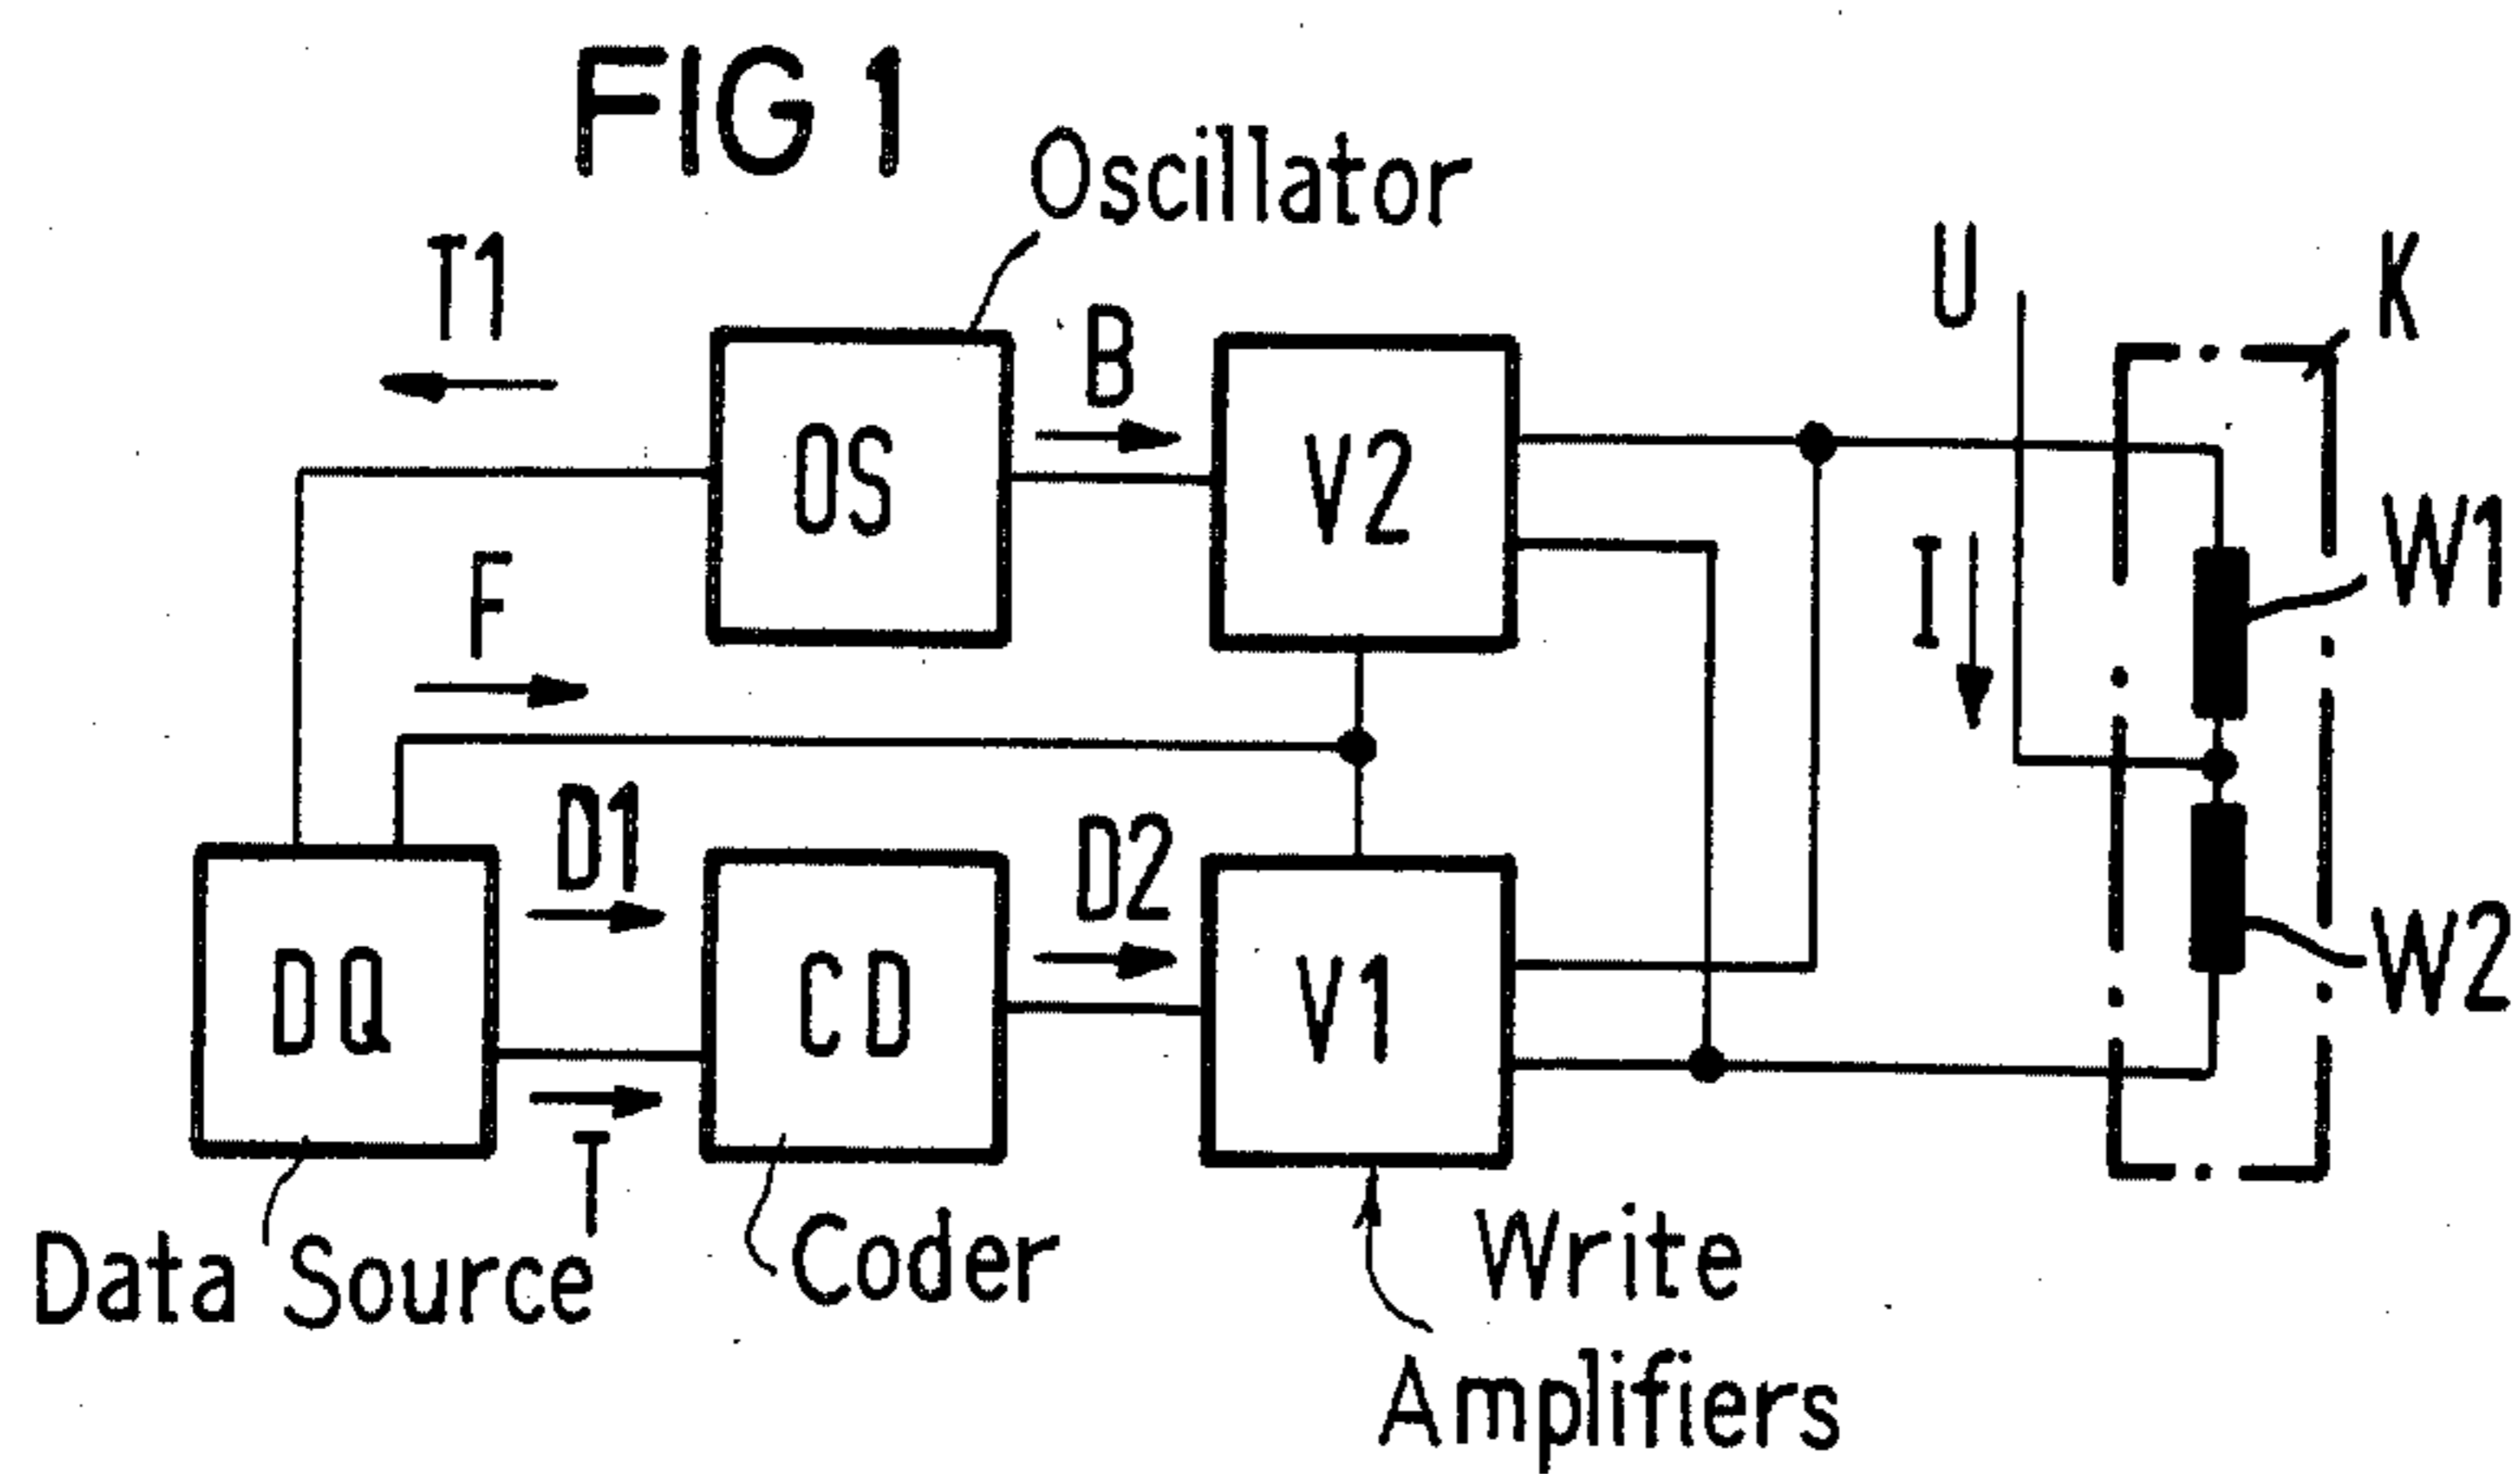 FIG 1
Oscillator
T1
U
K
B
OS
V2
W1
I
F
D1
D2
DQ
CD
V1
W2
T
Data Source
Coder
Write
Amplifiers